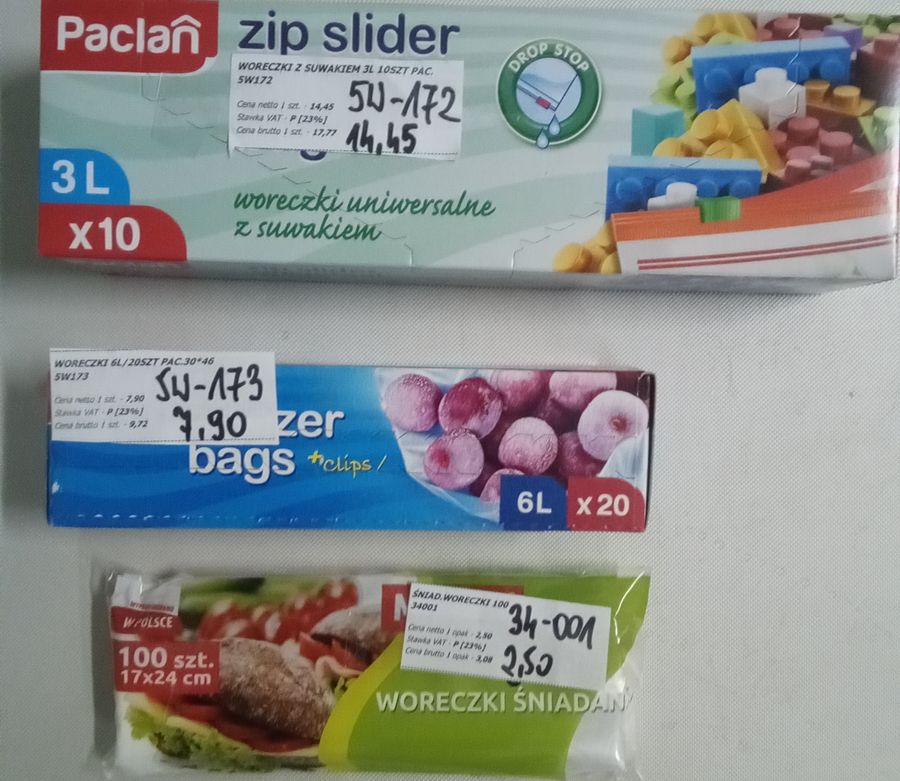 Paclan
zip slider
DROP STOP
WORECZKI Z SUWAKIEM 3L 10SZT PAC.
5W172
Cena netto 1 szt. - 14,45
Stawka VAT - P [23%]
Cena brutto 1 szt. - 17,77
5W-172
14,45
3 L
x10
woreczki uniwersalne
z suwakiem
WORECZKI 6L/20SZT PAC.30*46
5W173
Cena netto 1 szt. - 7,90
Stawka VAT - P [23%]
Cena brutto 1 szt. - 9,72
5W-173
7,90
zer
bags +clips/
6L x20
W POLSCE
100 szt.
17x24 cm
ŚNIAD.WORECZKI 100
34001
Cena netto 1 opak - 2,50
Stawka VAT - P [23%]
Cena brutto 1 opak - 3,08
34-001
2,50
WORECZKI ŚNIADAN